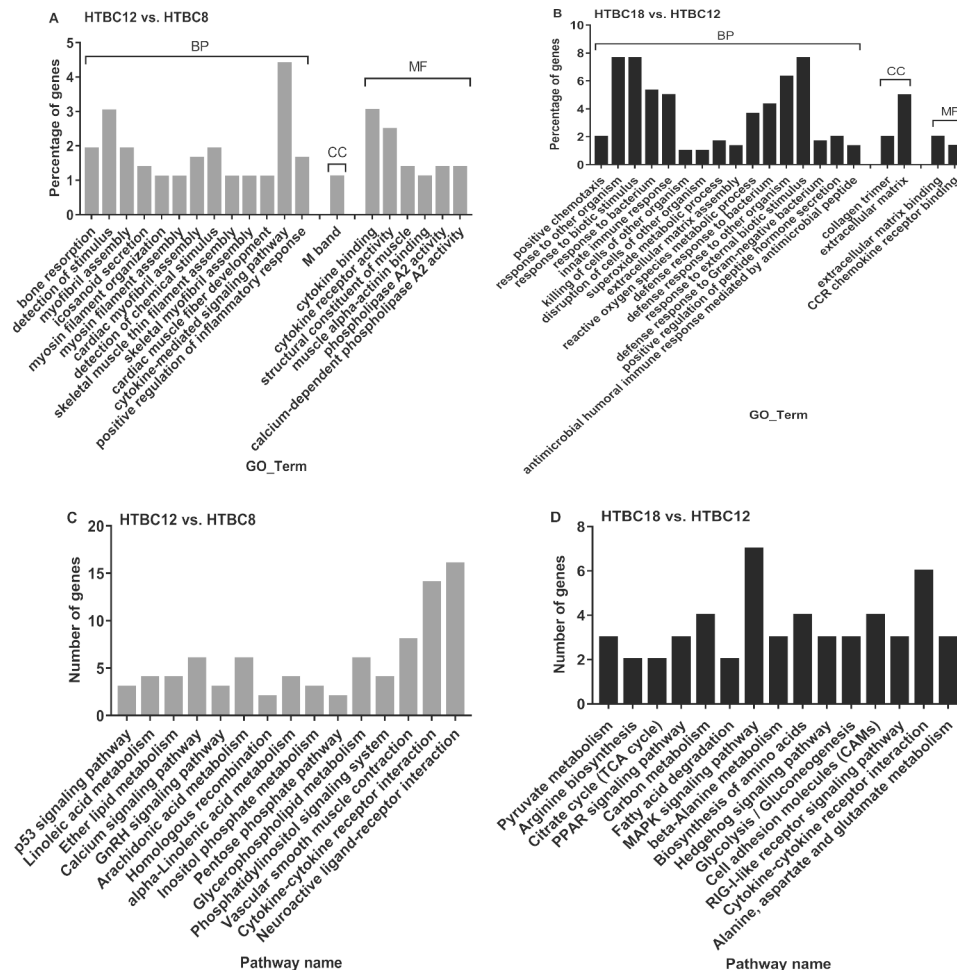 A HTBC12 vs. HTBC8
BP
CC
MF
5
4
3
2
1
0
Percentage of genes
bone resorption
detection of stimulus
myofibril assembly
icosanoid secretion
myosin filament organization
myosin filament assembly
cardiac myofibril assembly
detection of chemical stimulus
skeletal muscle thin filament assembly
skeletal myofibril assembly
cardiac muscle fiber development
cytokine-mediated signaling pathway
positive regulation of inflammatory response
M band
cytokine binding
cytokine receptor activity
structural constituent of muscle
muscle alpha-actinin binding
phospholipase A2 activity
calcium-dependent phospholipase A2 activity
GO_Term
B HTBC18 vs. HTBC12
BP
CC
MF
10
8
6
4
2
0
Percentage of genes
positive chemotaxis
response to other organism
response to biotic stimulus
response to bacterium
innate immune response
killing of cells of other organism
disruption of cells of other organism
superoxide metabolic process
extracellular matrix assembly
reactive oxygen species metabolic process
defense response to bacterium
defense response to other organism
response to external biotic stimulus
defense response to Gram-negative bacterium
positive regulation of peptide hormone secretion
antimicrobial humoral immune response mediated by antimicrobial peptide
collagen trimer
extracellular matrix
extracellular matrix binding
CCR chemokine receptor binding
GO_Term
C HTBC12 vs. HTBC8
20
15
10
5
0
Number of genes
p53 signaling pathway
Linoleic acid metabolism
Ether lipid metabolism
Calcium signaling pathway
GnRH signaling pathway
Arachidonic acid metabolism
Homologous recombination
alpha-Linolenic acid metabolism
Inositol phosphate metabolism
Pentose phosphate pathway
Glycerophospholipid metabolism
Phosphatidylinositol signaling system
Vascular smooth muscle contraction
Cytokine-cytokine receptor interaction
Neuroactive ligand-receptor interaction
Pathway name
D HTBC18 vs. HTBC12
8
6
4
2
0
Number of genes
Pyruvate metabolism
Arginine biosynthesis
Citrate cycle (TCA cycle)
PPAR signaling pathway
Carbon metabolism
Fatty acid degradation
MAPK signaling pathway
beta-Alanine metabolism
Biosynthesis of amino acids
Hedgehog signaling pathway
Glycolysis / Gluconeogenesis
Cell adhesion molecules (CAMs)
RIG-I-like receptor signaling pathway
Cytokine-cytokine receptor interaction
Alanine, aspartate and glutamate metabolism
Pathway name